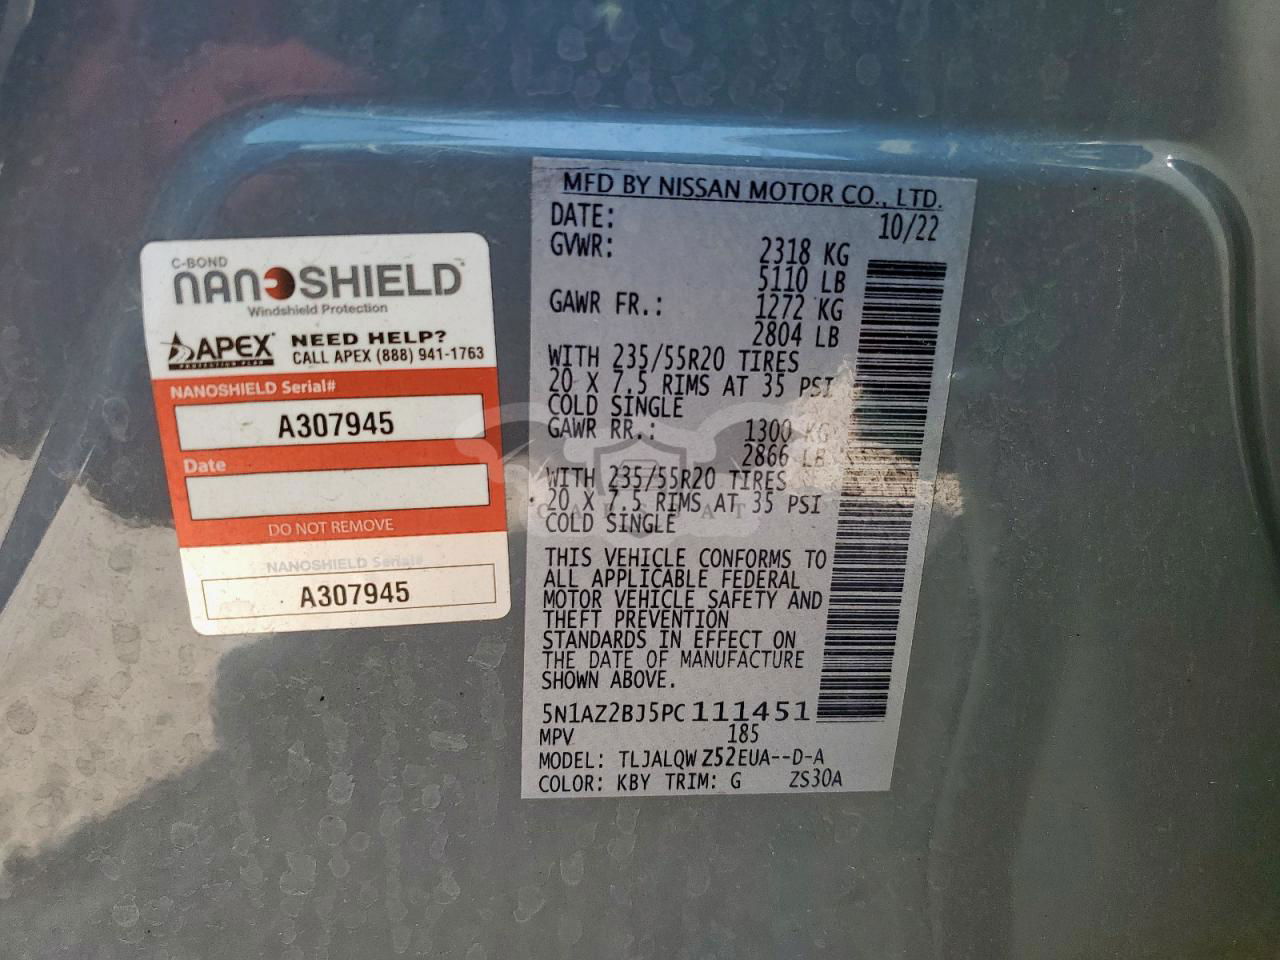 C-BOND
NANOSHIELD™
Windshield Protection
APEX
PROTECTION PLAN
NEED HELP?
CALL APEX (888) 941-1763
NANOSHIELD Serial#
A307945
Date
DO NOT REMOVE
NANOSHIELD Serial#
A307945
MFD BY NISSAN MOTOR CO., LTD.
DATE: 10/22
GVWR: 2318 KG
5110 LB
GAWR FR.: 1272 KG
2804 LB
WITH 235/55R20 TIRES
20 X 7.5 RIMS AT 35 PSI
COLD SINGLE
GAWR RR.: 1300 KG
2866 LB
WITH 235/55R20 TIRES
20 X 7.5 RIMS AT 35 PSI
COLD SINGLE
THIS VEHICLE CONFORMS TO
ALL APPLICABLE FEDERAL
MOTOR VEHICLE SAFETY AND
THEFT PREVENTION
STANDARDS IN EFFECT ON
THE DATE OF MANUFACTURE
SHOWN ABOVE.
5N1AZ2BJ5PC111451
MPV 185
MODEL: TLJALQW Z52EUA--D-A
COLOR: KBY TRIM: G ZS30A